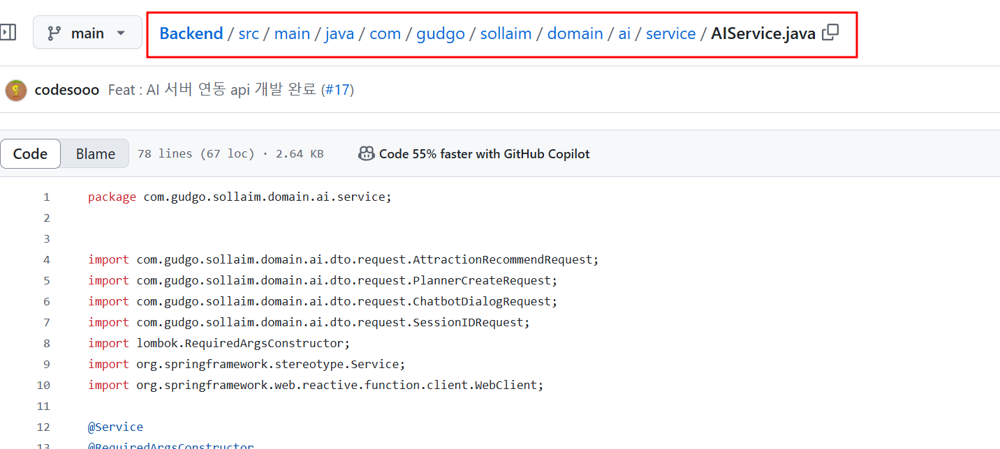 main Backend / src / main / java / com / gudgo / sollaim / domain / ai / service / AIService.java
codesooo Feat : AI 서버 연동 api 개발 완료 (#17)
Code Blame 78 lines (67 loc) · 2.64 KB Code 55% faster with GitHub Copilot
1 package com.gudgo.sollaim.domain.ai.service;
2
3
4 import com.gudgo.sollaim.domain.ai.dto.request.AttractionRecommendRequest;
5 import com.gudgo.sollaim.domain.ai.dto.request.PlannerCreateRequest;
6 import com.gudgo.sollaim.domain.ai.dto.request.ChatbotDialogRequest;
7 import com.gudgo.sollaim.domain.ai.dto.request.SessionIDRequest;
8 import lombok.RequiredArgsConstructor;
9 import org.springframework.stereotype.Service;
10 import org.springframework.web.reactive.function.client.WebClient;
11
12 @Service
13 @RequiredArgsConstructor